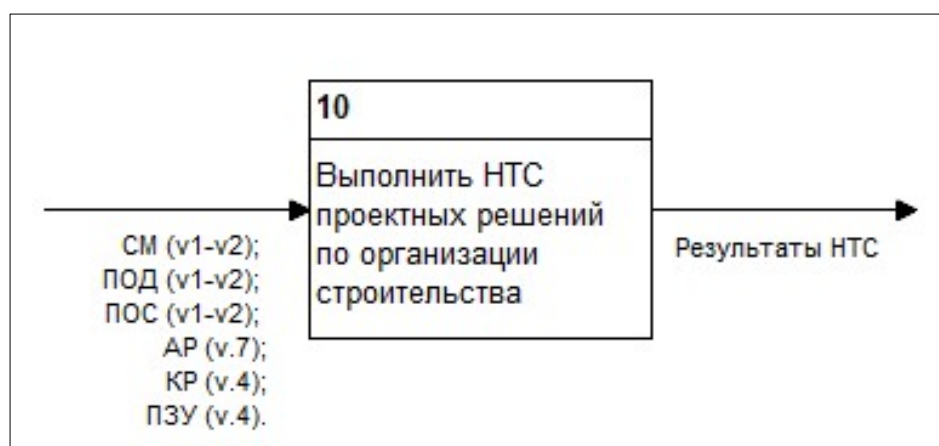 10
Выполнить НТС
проектных решений
по организации
строительства
СМ (v1-v2);
ПОД (v1-v2);
ПОС (v1-v2);
АР (v.7);
КР (v.4);
ПЗУ (v.4).
Результаты НТС